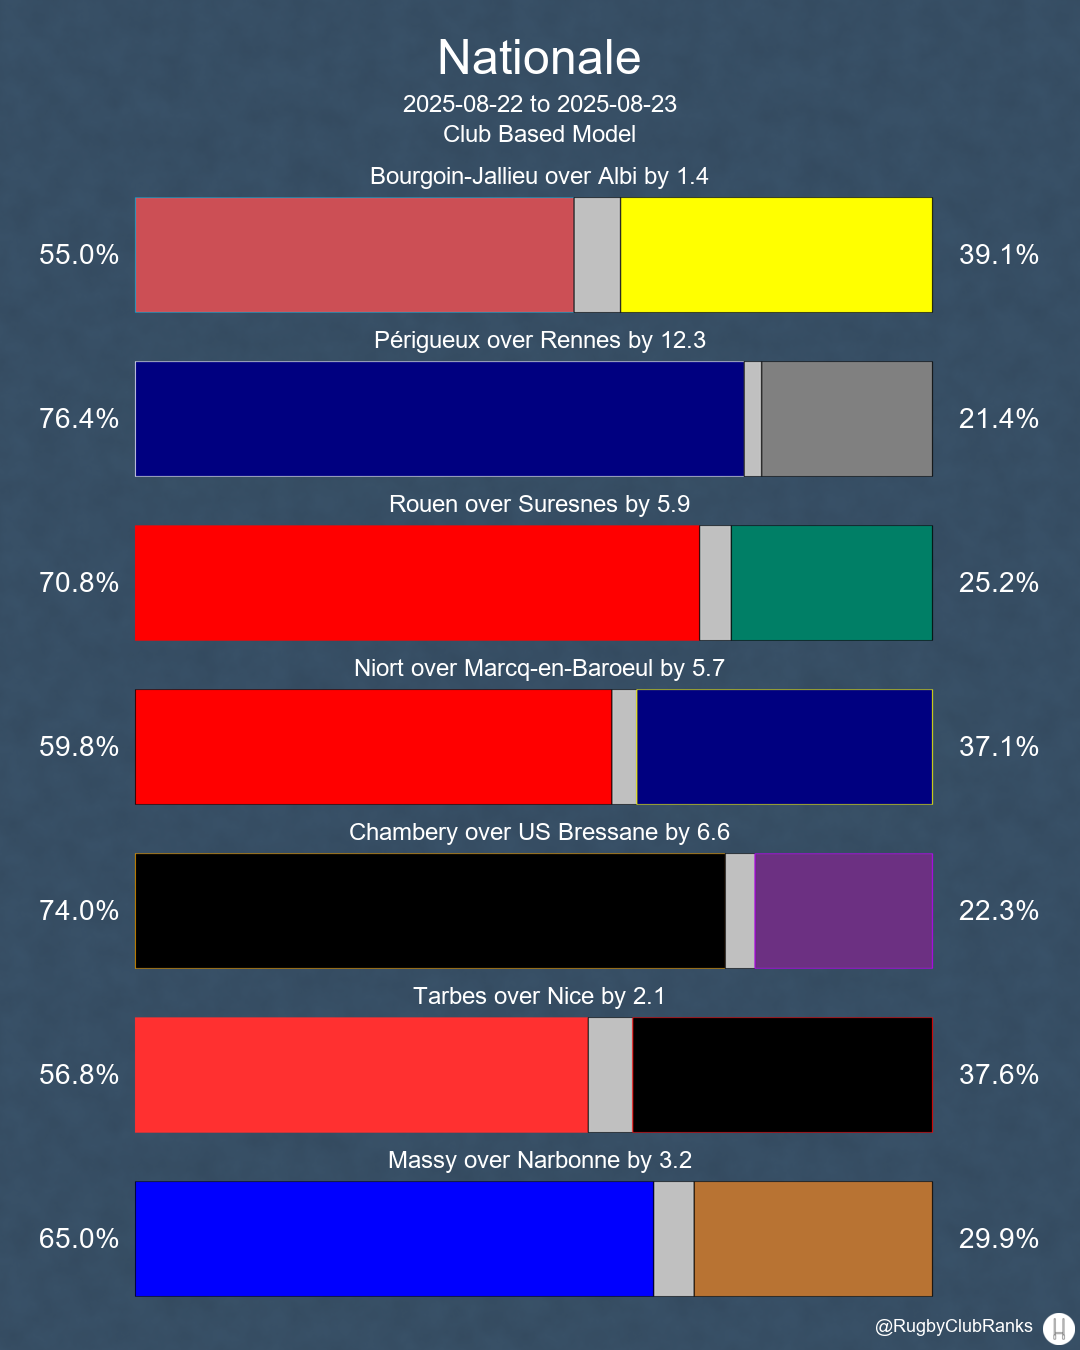 Nationale
2025-08-22 to 2025-08-23
Club Based Model
Bourgoin-Jallieu over Albi by 1.4
55.0%
39.1%
Périgueux over Rennes by 12.3
76.4%
21.4%
Rouen over Suresnes by 5.9
70.8%
25.2%
Niort over Marcq-en-Baroeul by 5.7
59.8%
37.1%
Chambery over US Bressane by 6.6
74.0%
22.3%
Tarbes over Nice by 2.1
56.8%
37.6%
Massy over Narbonne by 3.2
65.0%
29.9%
@RugbyClubRanks